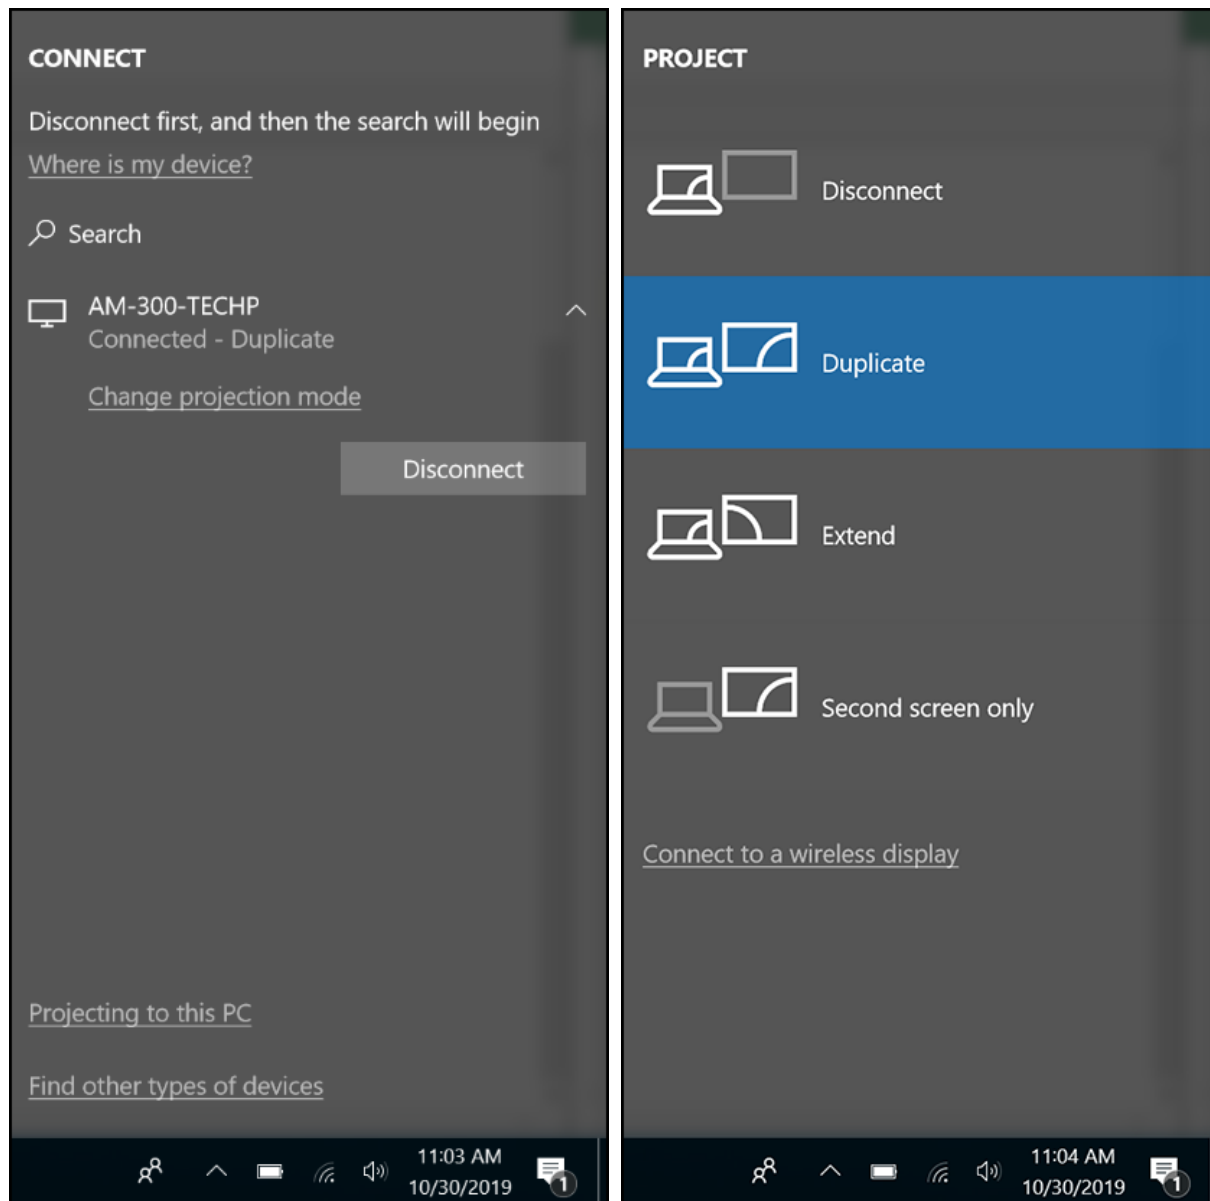 CONNECT
Disconnect first, and then the search will begin
Where is my device?
Search
AM-300-TECHP
Connected - Duplicate
Change projection mode
Disconnect
Projecting to this PC
Find other types of devices
11:03 AM
10/30/2019
1
PROJECT
Disconnect
Duplicate
Extend
Second screen only
Connect to a wireless display
11:04 AM
10/30/2019
1